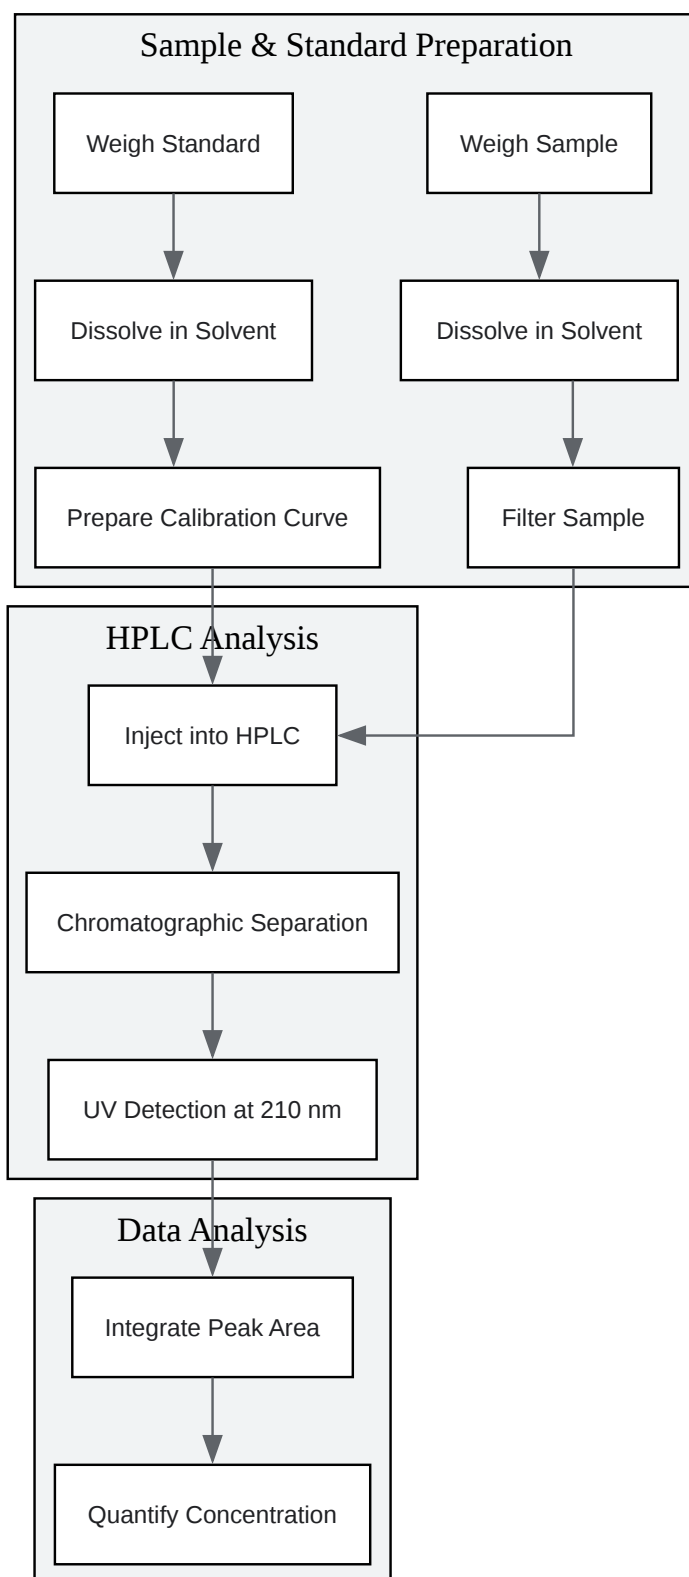 Sample & Standard Preparation
Weigh Standard
Weigh Sample
Dissolve in Solvent
Dissolve in Solvent
Prepare Calibration Curve
Filter Sample
HPLC Analysis
Inject into HPLC
Chromatographic Separation
UV Detection at 210 nm
Data Analysis
Integrate Peak Area
Quantify Concentration